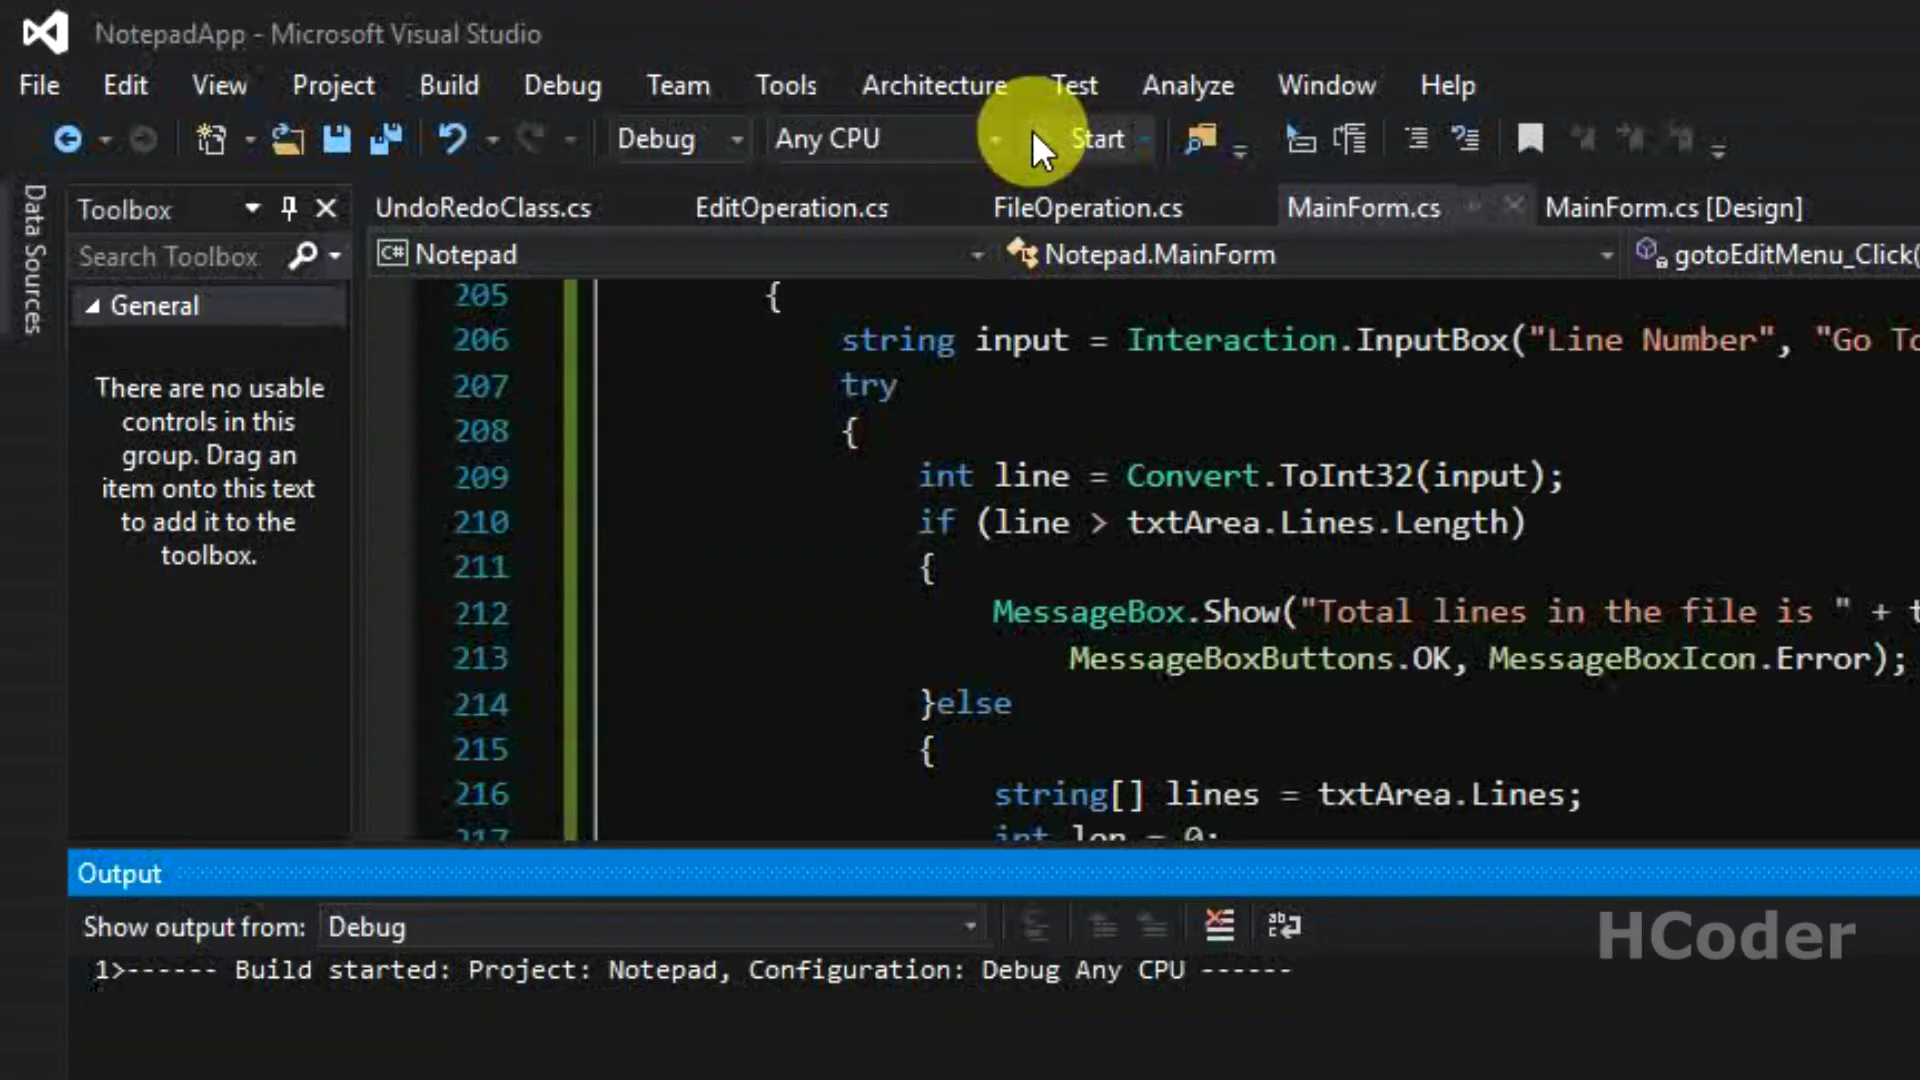 NotepadApp - Microsoft Visual Studio
File Edit View Project Build Debug Team Tools Architecture Test Analyze Window Help
Debug Any CPU Start
Data Sources
Toolbox
Search Toolbox
General
There are no usable
controls in this
group. Drag an
item onto this text
to add it to the
toolbox.
UndoRedoClass.cs EditOperation.cs FileOperation.cs MainForm.cs MainForm.cs [Design]
C# Notepad Notepad.MainForm gotoEditMenu_Click(
205 {
206 string input = Interaction.InputBox("Line Number", "Go To
207 try
208 {
209 int line = Convert.ToInt32(input);
210 if (line > txtArea.Lines.Length)
211 {
212 MessageBox.Show("Total lines in the file is " + t
213 MessageBoxButtons.OK, MessageBoxIcon.Error);
214 }else
215 {
216 string[] lines = txtArea.Lines;
217 int len = 0;
Output
Show output from: Debug
1>------ Build started: Project: Notepad, Configuration: Debug Any CPU ------
HCoder